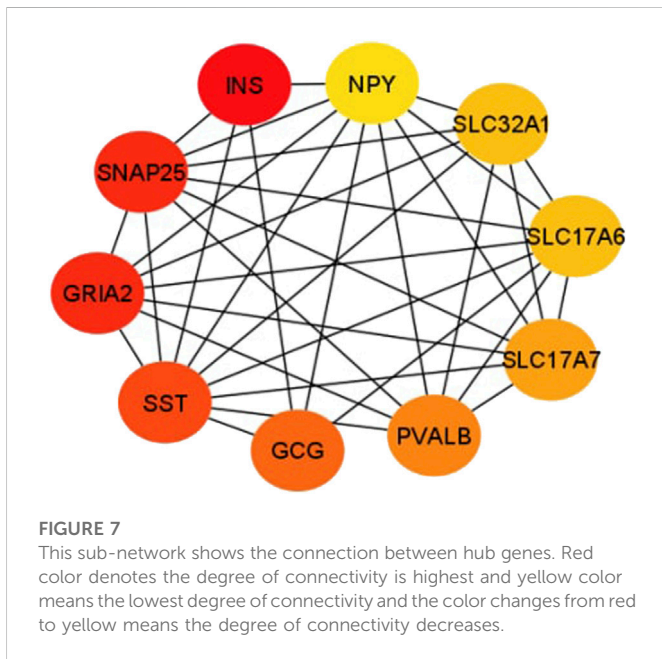 INS
NPY
SLC32A1
SNAP25
SLC17A6
GRIA2
SLC17A7
SST
PVALB
GCG
FIGURE 7
This sub-network shows the connection between hub genes. Red
color denotes the degree of connectivity is highest and yellow color
means the lowest degree of connectivity and the color changes from red
to yellow means the degree of connectivity decreases.